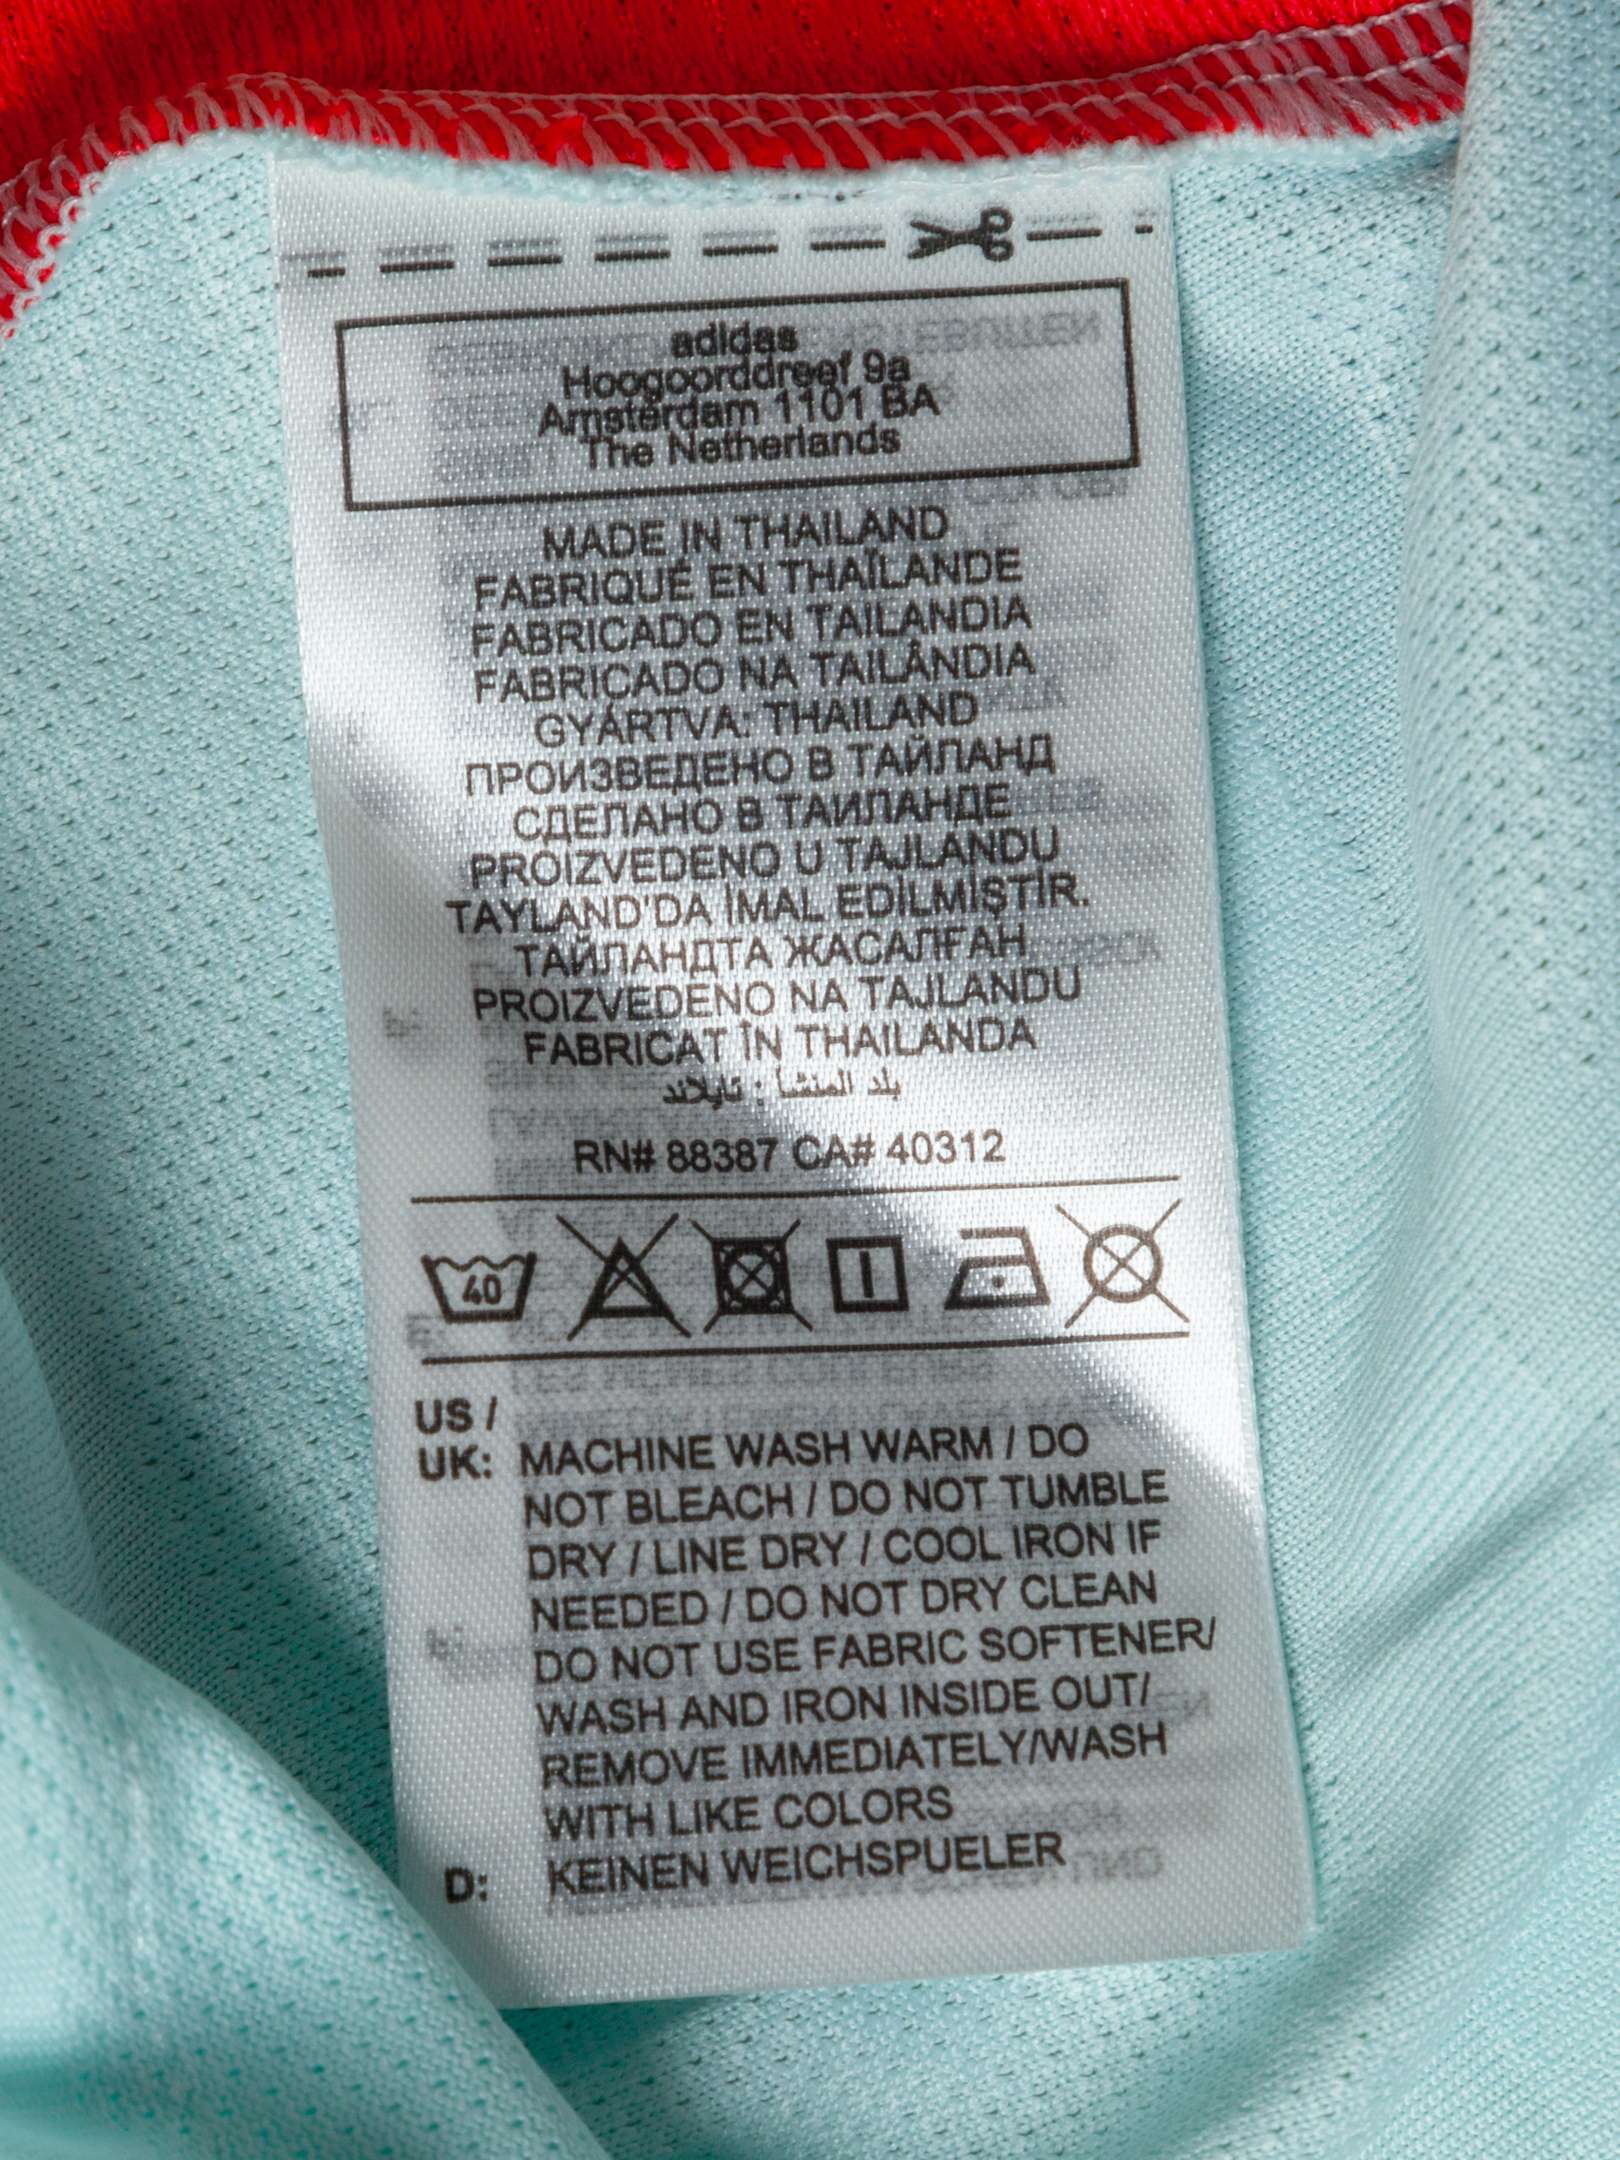 adidas
Hoogoorddreef 9a
Amsterdam 1101 BA
The Netherlands
MADE IN THAILAND
FABRIQUÉ EN THAÏLANDE
FABRICADO EN TAILANDIA
FABRICADO NA TAILÂNDIA
GYÁRTVA: THAILAND
ПРОИЗВЕДЕНО В ТАЙЛАНД
СДЕЛАНО В ТАИЛАНДЕ
PROIZVEDENO U TAJLANDU
TAYLAND'DA İMAL EDİLMİŞTİR.
ТАЙЛАНДТА ЖАСАЛҒАН
PROIZVEDENO NA TAJLANDU
FABRICAT ÎN THAILANDA
بلد المنشأ : تايلاند
RN# 88387 CA# 40312
40
US /
UK: MACHINE WASH WARM / DO
NOT BLEACH / DO NOT TUMBLE
DRY / LINE DRY / COOL IRON IF
NEEDED / DO NOT DRY CLEAN
DO NOT USE FABRIC SOFTENER/
WASH AND IRON INSIDE OUT/
REMOVE IMMEDIATELY/WASH
WITH LIKE COLORS
D: KEINEN WEICHSPUELER